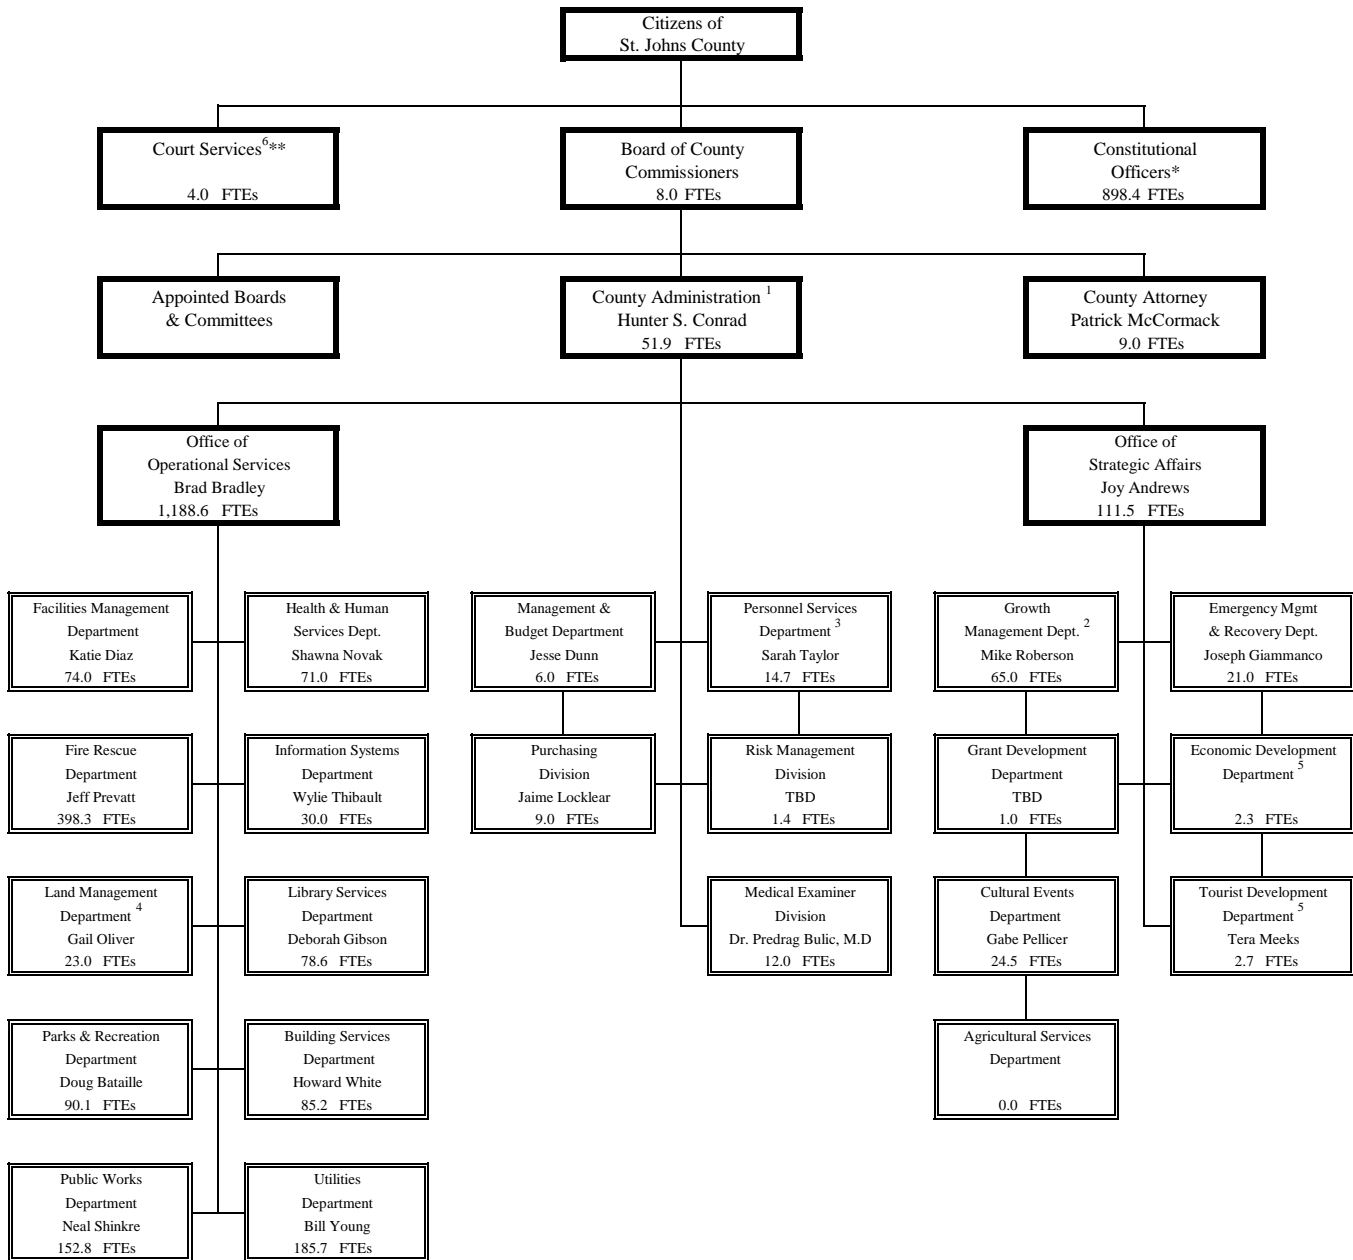 Citizens of
St. Johns County
Court Services 6**
4.0 FTEs
Board of County
Commissioners
8.0 FTEs
Constitutional
Officers*
898.4 FTEs
Appointed Boards
& Committees
County Administration 1
Hunter S. Conrad
51.9 FTEs
County Attorney
Patrick McCormack
9.0 FTEs
Office of
Operational Services
Brad Bradley
1,188.6 FTEs
Office of
Strategic Affairs
Joy Andrews
111.5 FTEs
Facilities Management
Department
Katie Diaz
74.0 FTEs
Health & Human
Services Dept.
Shawna Novak
71.0 FTEs
Management &
Budget Department
Jesse Dunn
6.0 FTEs
Personnel Services
Department 3
Sarah Taylor
14.7 FTEs
Growth
Management Dept. 2
Mike Roberson
65.0 FTEs
Emergency Mgmt
& Recovery Dept.
Joseph Giammanco
21.0 FTEs
Fire Rescue
Department
Jeff Prevatt
398.3 FTEs
Information Systems
Department
Wylie Thibault
30.0 FTEs
Purchasing
Division
Jaime Locklear
9.0 FTEs
Risk Management
Division
TBD
1.4 FTEs
Grant Development
Department
TBD
1.0 FTEs
Economic Development
Department 5
2.3 FTEs
Land Management
Department 4
Gail Oliver
23.0 FTEs
Library Services
Department
Deborah Gibson
78.6 FTEs
Medical Examiner
Division
Dr. Predrag Bulic, M.D
12.0 FTEs
Cultural Events
Department
Gabe Pellicer
24.5 FTEs
Tourist Development
Department 5
Tera Meeks
2.7 FTEs
Parks & Recreation
Department
Doug Bataille
90.1 FTEs
Building Services
Department
Howard White
85.2 FTEs
Agricultural Services
Department
0.0 FTEs
Public Works
Department
Neal Shinkre
152.8 FTEs
Utilities
Department
Bill Young
185.7 FTEs